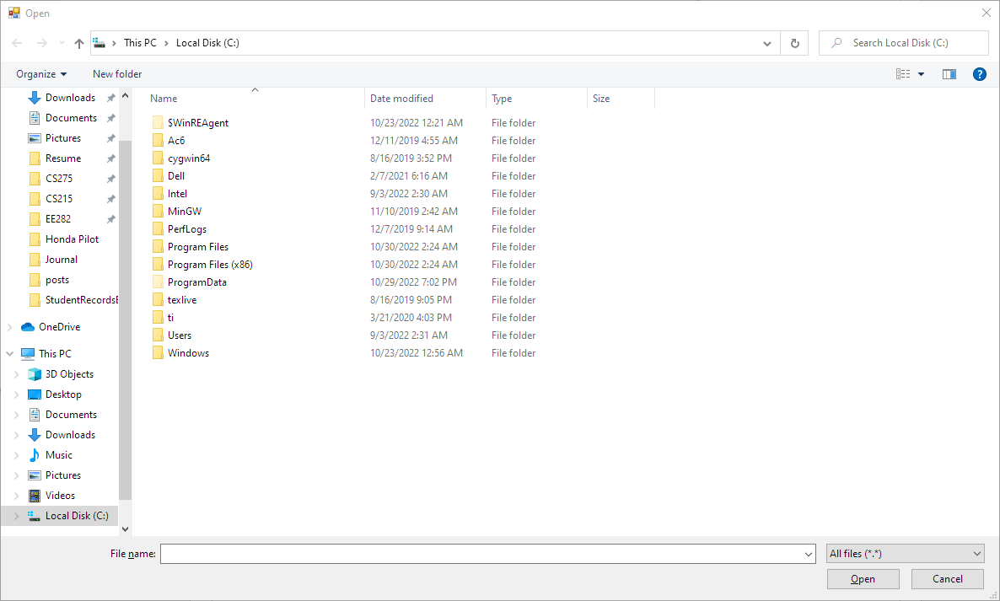 Open
This PC > Local Disk (C:)
Search Local Disk (C:)
Organize
New folder
?
Downloads
Documents
Pictures
Resume
CS275
CS215
EE282
Honda Pilot
Journal
posts
StudentRecordsE
OneDrive
This PC
3D Objects
Desktop
Documents
Downloads
Music
Pictures
Videos
Local Disk (C:)
Name Date modified Type Size
$WinREAgent 10/23/2022 12:21 AM File folder
Ac6 12/11/2019 4:55 AM File folder
cygwin64 8/16/2019 3:52 PM File folder
Dell 2/7/2021 6:16 AM File folder
Intel 9/3/2022 2:30 AM File folder
MinGW 11/10/2019 2:42 AM File folder
PerfLogs 12/7/2019 9:14 AM File folder
Program Files 10/30/2022 2:24 AM File folder
Program Files (x86) 10/30/2022 2:24 AM File folder
ProgramData 10/29/2022 7:02 PM File folder
texlive 8/16/2019 9:05 PM File folder
ti 3/21/2020 4:03 PM File folder
Users 9/3/2022 2:31 AM File folder
Windows 10/23/2022 12:56 AM File folder
File name:
All files (*.*)
Open
Cancel